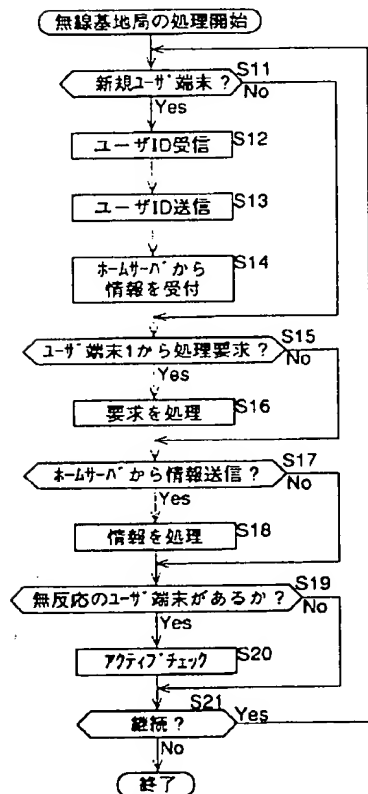 無線基地局の処理開始
新規ユーザ端末?
S11
No
Yes
ユーザID受信
S12
ユーザID送信
S13
ホームサーバから
情報を受付
S14
ユーザ端末1から処理要求?
S15
No
Yes
要求を処理
S16
ホームサーバから情報送信?
S17
No
Yes
情報を処理
S18
無反応のユーザ端末があるか?
S19
No
Yes
アクティブチェック
S20
継続?
S21
Yes
No
終了